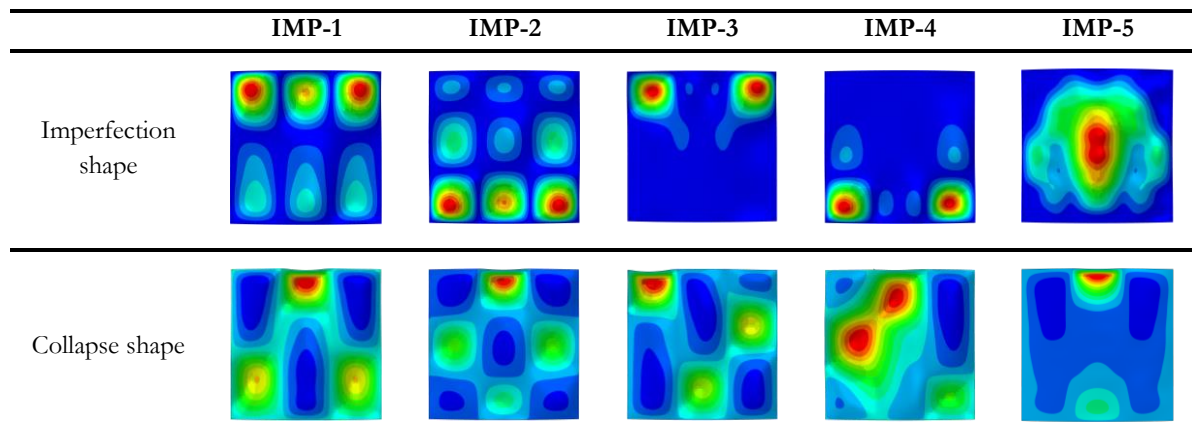 IMP-1 IMP-2 IMP-3 IMP-4 IMP-5
Imperfection
shape
Collapse shape